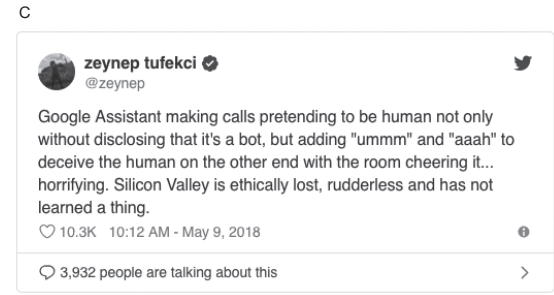 C
zeynep tufekci
@zeynep
Google Assistant making calls pretending to be human not only
without disclosing that it's a bot, but adding "ummm" and "aaah" to
deceive the human on the other end with the room cheering it...
horrifying. Silicon Valley is ethically lost, rudderless and has not
learned a thing.
10.3K 10:12 AM - May 9, 2018
3,932 people are talking about this